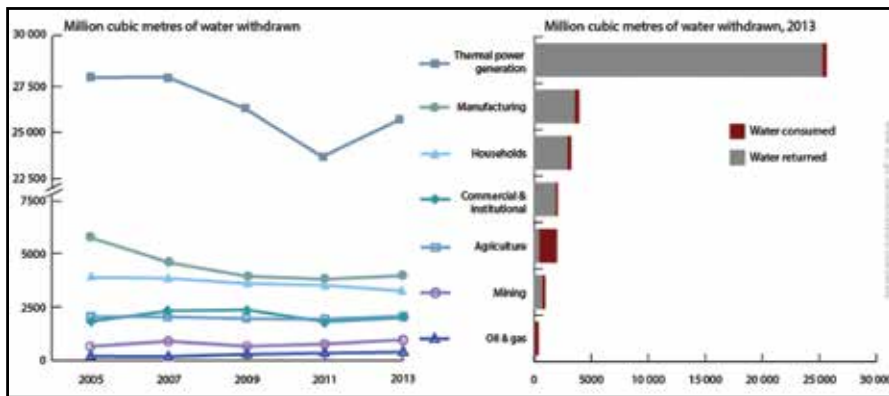 Million cubic metres of water withdrawn
30 000
27 500
25 000
22 500
7500
5000
2500
0
2005
2007
2009
2011
2013
Thermal power
generation
Manufacturing
Households
Commercial &
institutional
Agriculture
Mining
Oil & gas
Million cubic metres of water withdrawn, 2013
Water consumed
Water returned
0
5000
10 000
15 000
20 000
25 000
30 000